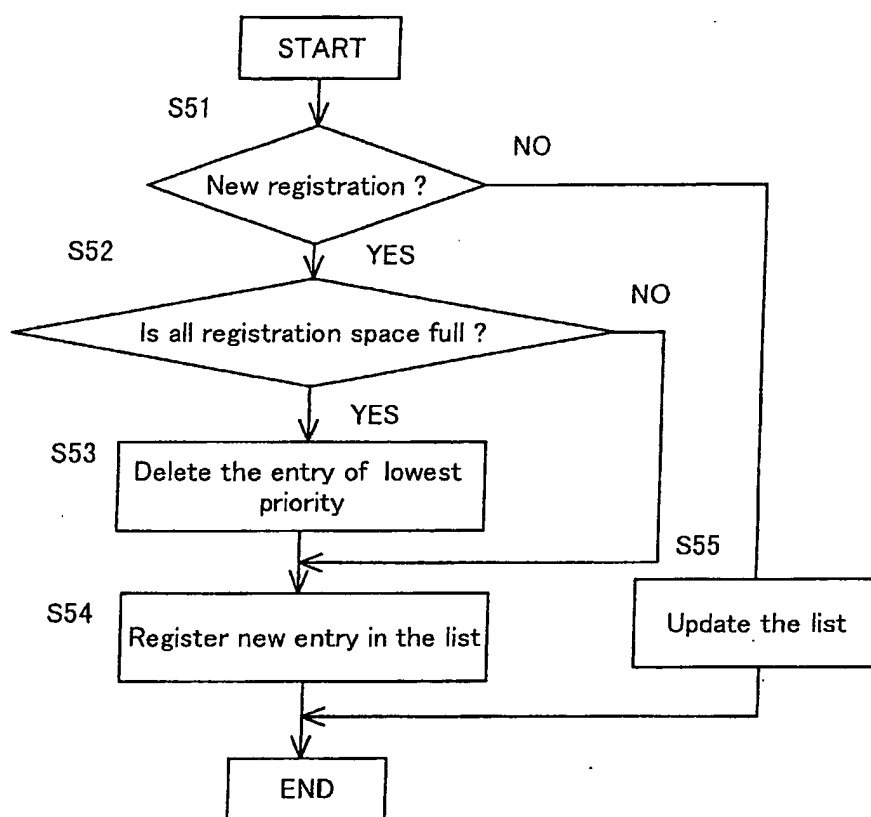 START
S51
NO
New registration ?
S52
YES
NO
Is all registration space full ?
YES
S53
Delete the entry of lowest
priority
S55
S54
Register new entry in the list
Update the list
END